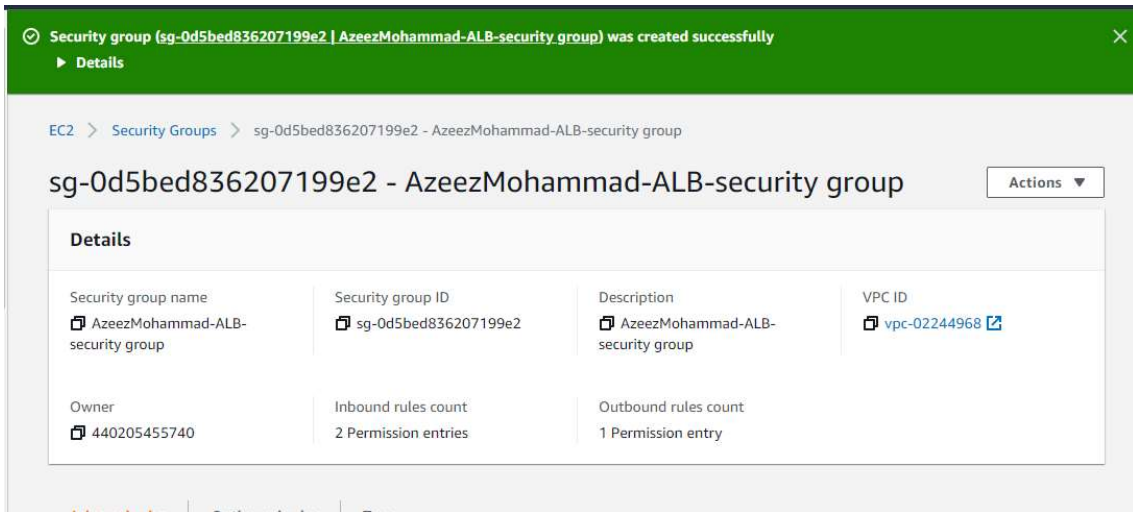 Security group (sg-0d5bed836207199e2 | AzeezMohammad-ALB-security group) was created successfully
Details
EC2 > Security Groups > sg-0d5bed836207199e2 - AzeezMohammad-ALB-security group
sg-0d5bed836207199e2 - AzeezMohammad-ALB-security group
Actions
Details
Security group name
AzeezMohammad-ALB-
security group
Security group ID
sg-0d5bed836207199e2
Description
AzeezMohammad-ALB-
security group
VPC ID
vpc-02244968
Owner
440205455740
Inbound rules count
2 Permission entries
Outbound rules count
1 Permission entry